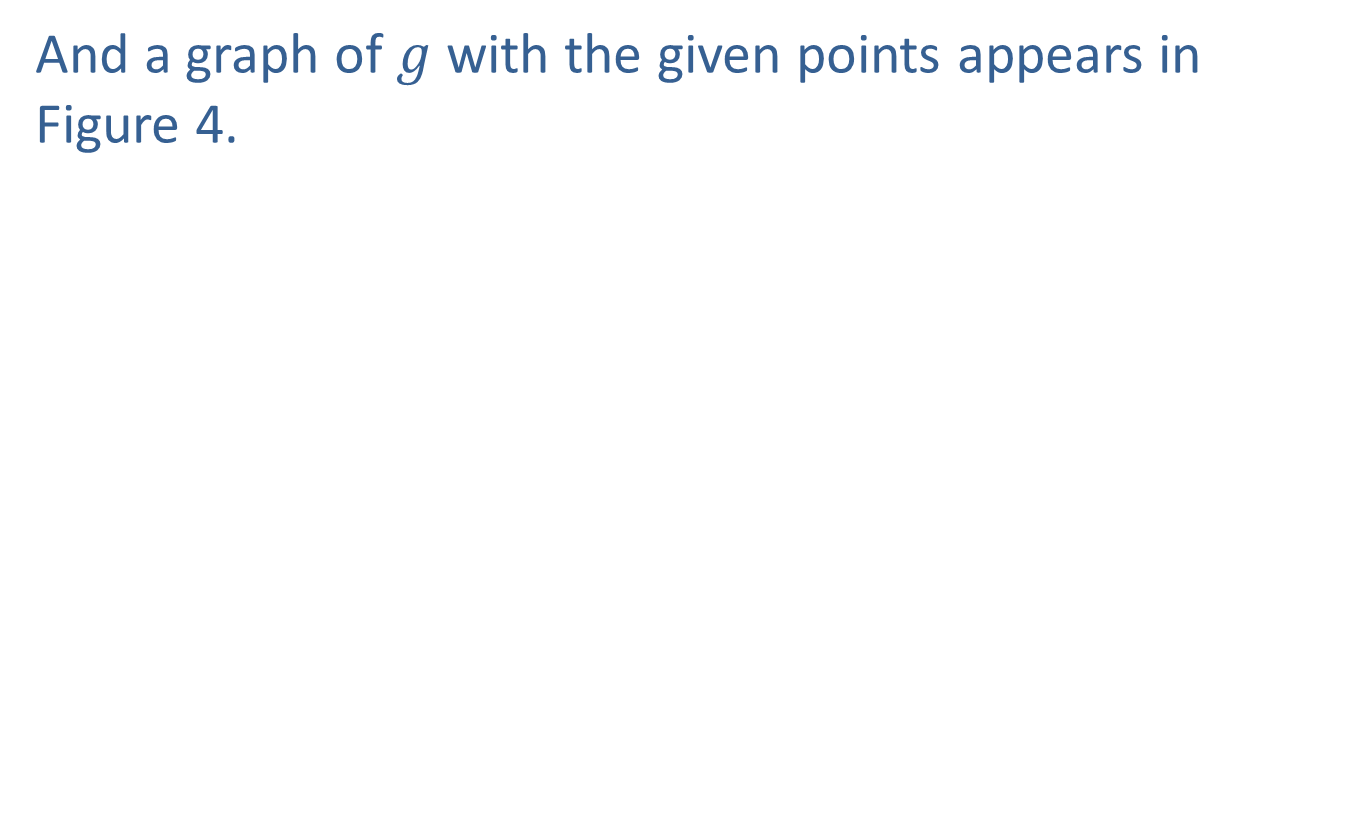 And a graph of g with the given points appears in
Figure 4.